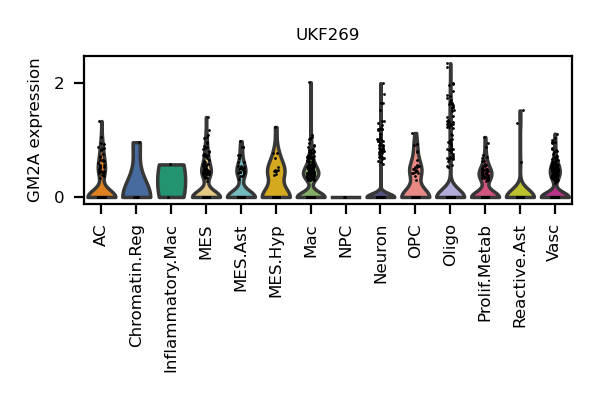 UKF269
GM2A expression
2
0
AC
Chromatin.Reg
Inflammatory.Mac
MES
MES.Ast
MES.Hyp
Mac
NPC
Neuron
OPC
Oligo
Prolif.Metab
Reactive.Ast
Vasc